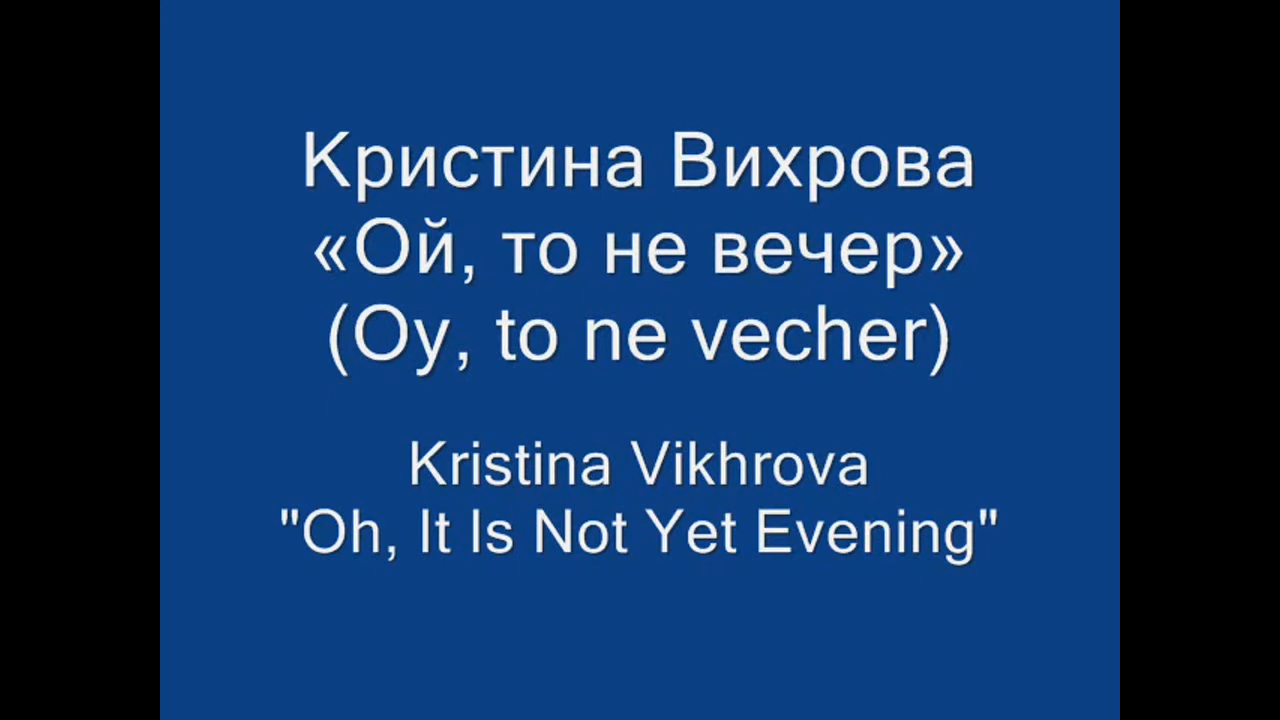 Кристина Вихрова
«Ой, то не вечер»
(Oy, to ne vecher)
Kristina Vikhrova
"Oh, It Is Not Yet Evening"